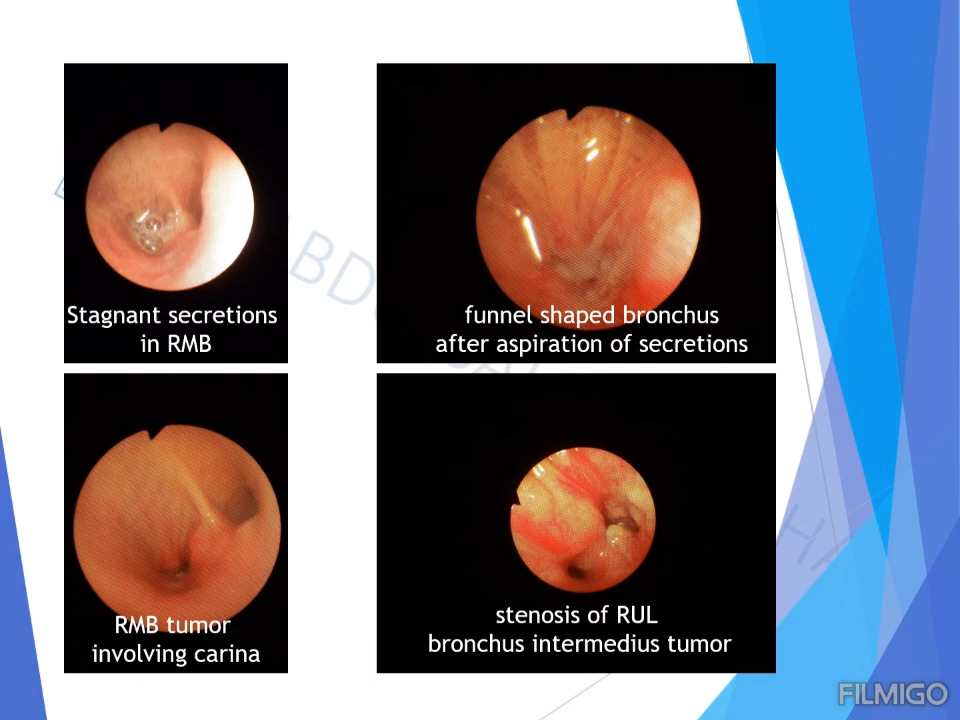 Stagnant secretions
in RMB
funnel shaped bronchus
after aspiration of secretions
RMB tumor
involving carina
stenosis of RUL
bronchus intermedius tumor
FILMIGO